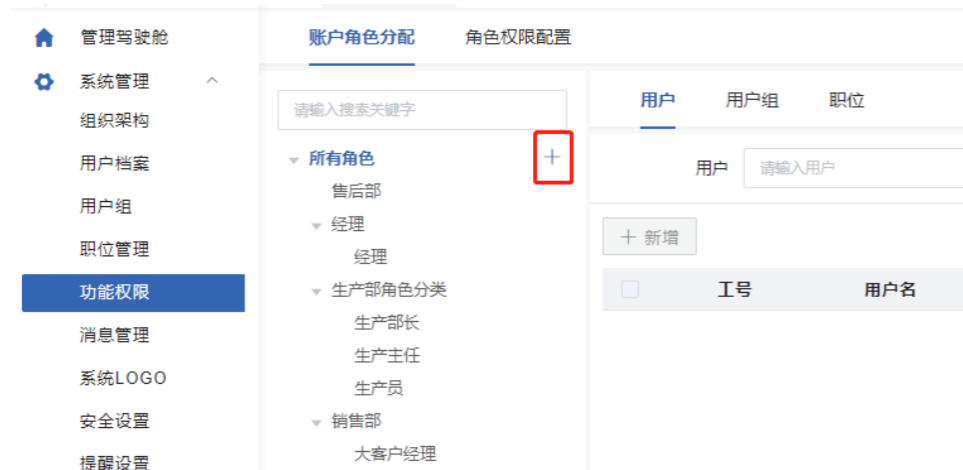 管理驾驶舱
系统管理
组织架构
用户档案
用户组
职位管理
功能权限
消息管理
系统LOGO
安全设置
提醒设置
账户角色分配 角色权限配置
请输入搜索关键字
所有角色
售后部
经理
经理
生产部角色分类
生产部长
生产主任
生产员
销售部
大客户经理
用户 用户组 职位
用户 请输入用户
新增
工号 用户名